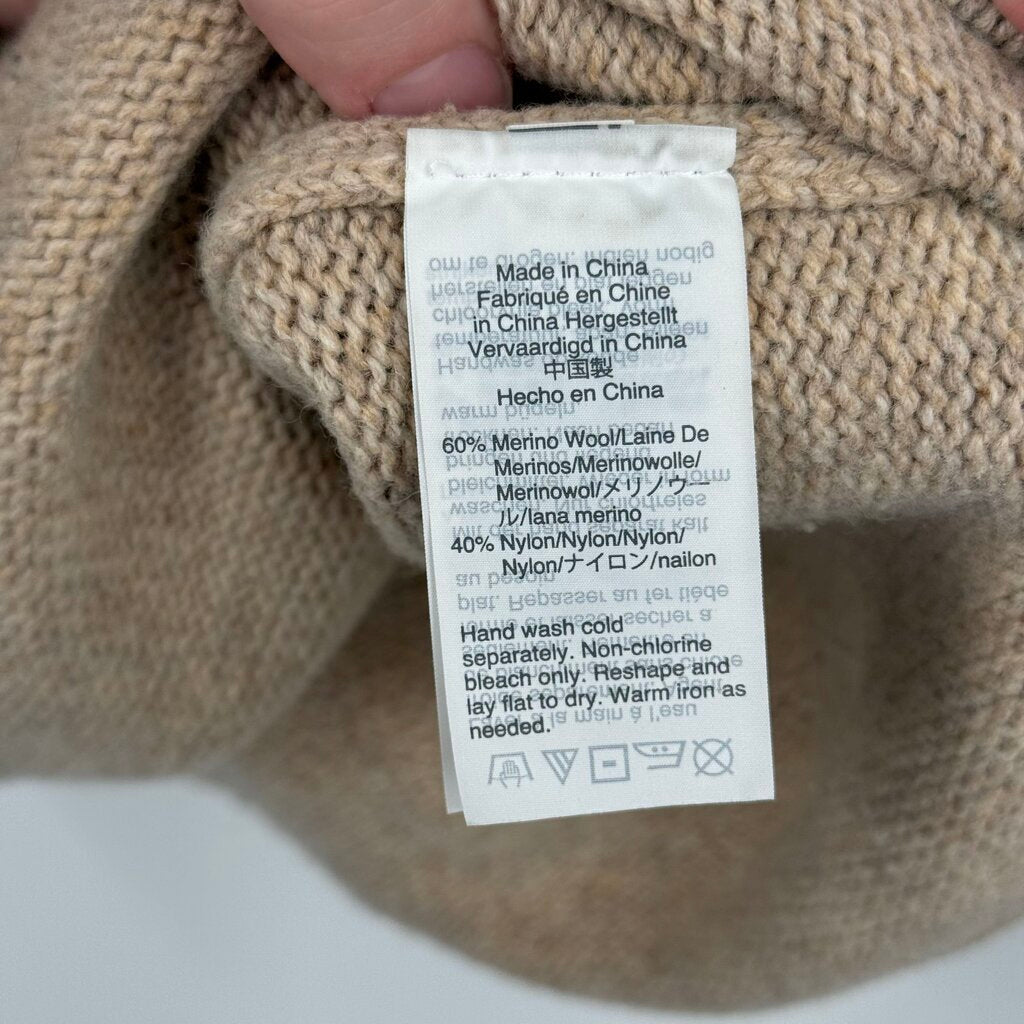 Made in China
Fabriqué en Chine
in China Hergestellt
Vervaardigd in China
中国製
Hecho en China
60% Merino Wool/Laine De
Merinos/Merinowolle/
Merinowol/メリノウー
ル/lana merino
40% Nylon/Nylon/Nylon/
Nylon/ナイロン/nailon
Hand wash cold
separately. Non-chlorine
bleach only. Reshape and
lay flat to dry. Warm iron as
needed.